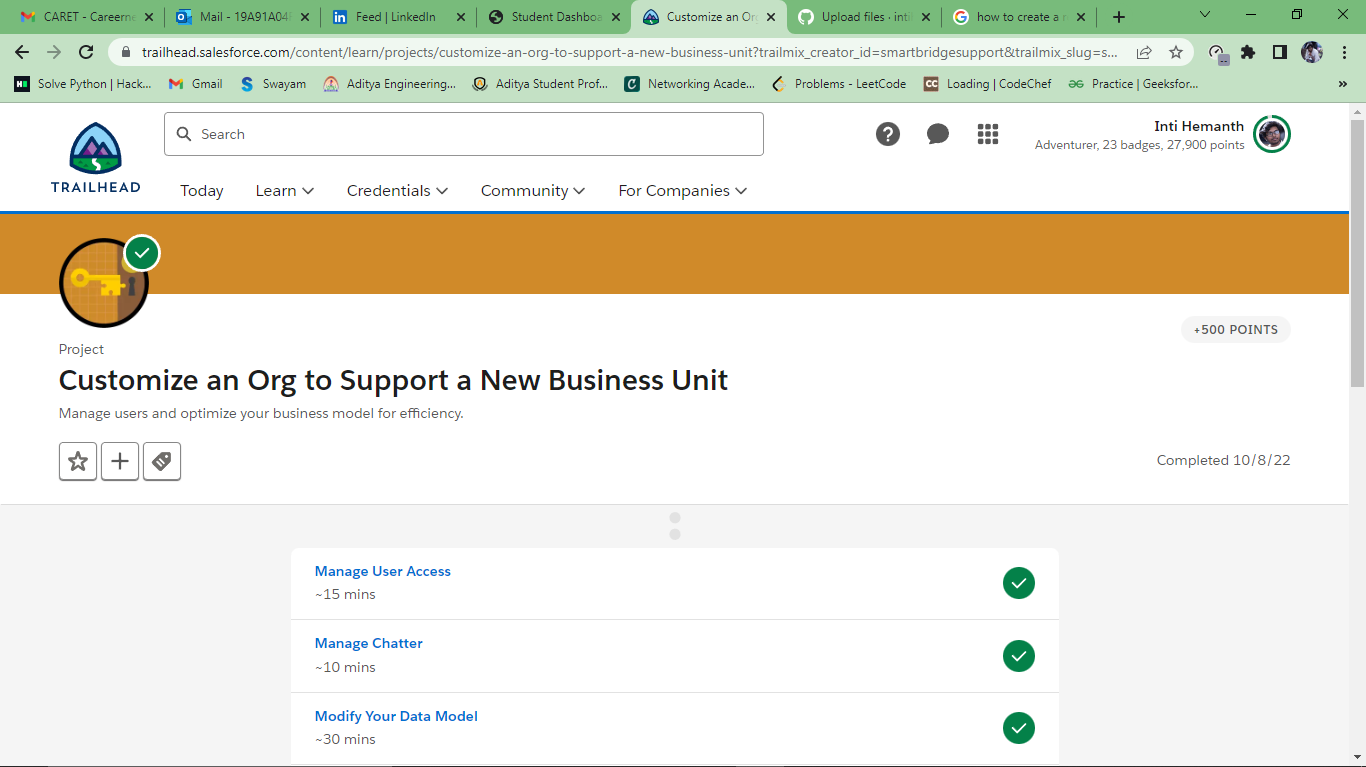 CARET - Careerne
Mail - 19A91A04
Feed | LinkedIn
Student Dashboa
Customize an Or
Upload files · inti
how to create a r
trailhead.salesforce.com/content/learn/projects/customize-an-org-to-support-a-new-business-unit?trailmix_creator_id=smartbridgesupport&trailmix_slug=s...
Solve Python | Hack...
Gmail
Swayam
Aditya Engineering...
Aditya Student Prof...
Networking Acade...
Problems - LeetCode
Loading | CodeChef
Practice | Geeksfor...
»
TRAILHEAD
Search
Inti Hemanth
Adventurer, 23 badges, 27,900 points
Today
Learn
Credentials
Community
For Companies
+500 POINTS
Project
Customize an Org to Support a New Business Unit
Manage users and optimize your business model for efficiency.
Completed 10/8/22
Manage User Access
~15 mins
Manage Chatter
~10 mins
Modify Your Data Model
~30 mins